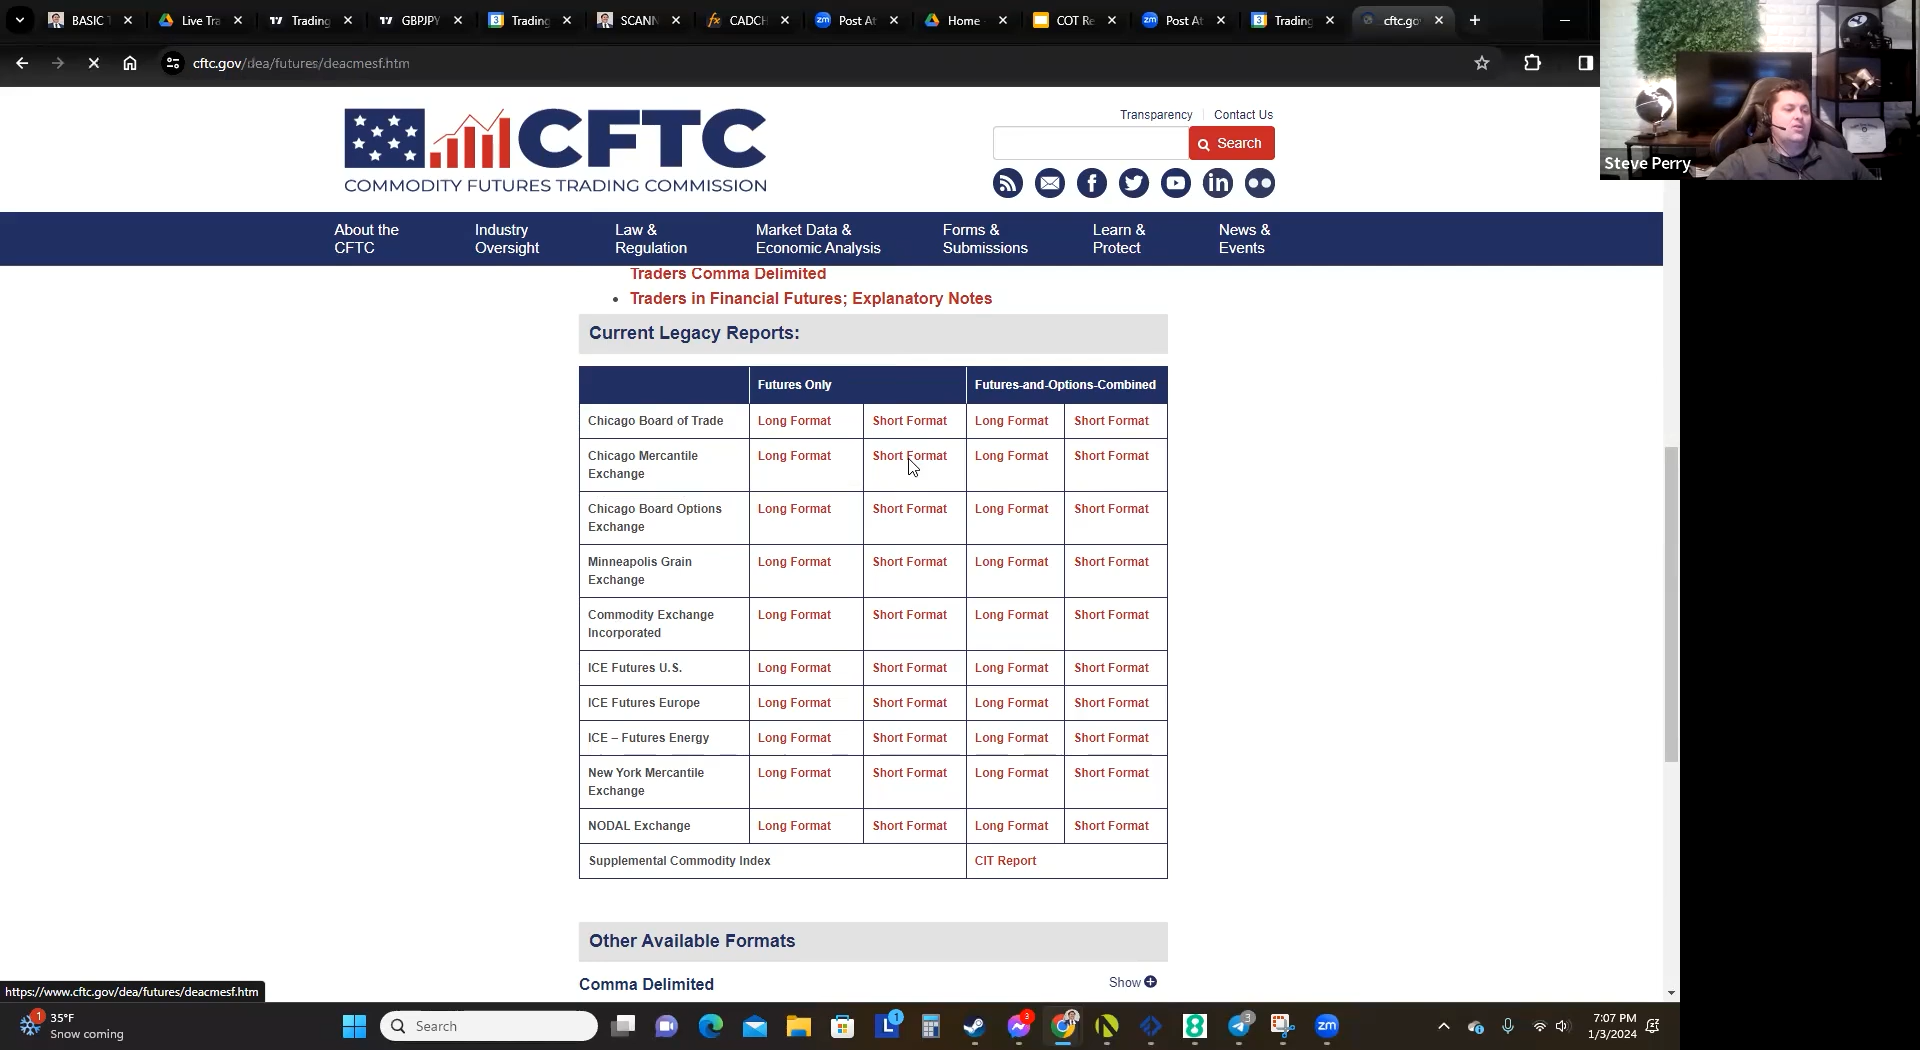 BASIC T
Live Tra
Trading
GBPJPY
Trading
SCANN
CADCH
Post At
Home -
COT Re
Post At
Trading
cftc.go
cftc.gov/dea/futures/deacmesf.htm
Steve Perry
CFTC
COMMODITY FUTURES TRADING COMMISSION
Transparency
Contact Us
Search
About the
CFTC
Industry
Oversight
Law &
Regulation
Market Data &
Economic Analysis
Forms &
Submissions
Learn &
Protect
News &
Events
Traders Comma Delimited
• Traders in Financial Futures; Explanatory Notes
Current Legacy Reports:
Futures Only
Futures-and-Options-Combined
Chicago Board of Trade Long Format Short Format Long Format Short Format
Chicago Mercantile Long Format Short Format Long Format Short Format
Exchange
Chicago Board Options Long Format Short Format Long Format Short Format
Exchange
Minneapolis Grain Long Format Short Format Long Format Short Format
Exchange
Commodity Exchange Long Format Short Format Long Format Short Format
Incorporated
ICE Futures U.S. Long Format Short Format Long Format Short Format
ICE Futures Europe Long Format Short Format Long Format Short Format
ICE – Futures Energy Long Format Short Format Long Format Short Format
New York Mercantile Long Format Short Format Long Format Short Format
Exchange
NODAL Exchange Long Format Short Format Long Format Short Format
Supplemental Commodity Index CIT Report
Other Available Formats
Comma Delimited
Show
https://www.cftc.gov/dea/futures/deacmesf.htm
1
35°F
Snow coming
Search
L
1
3
8
3
zm
7:07 PM
1/3/2024